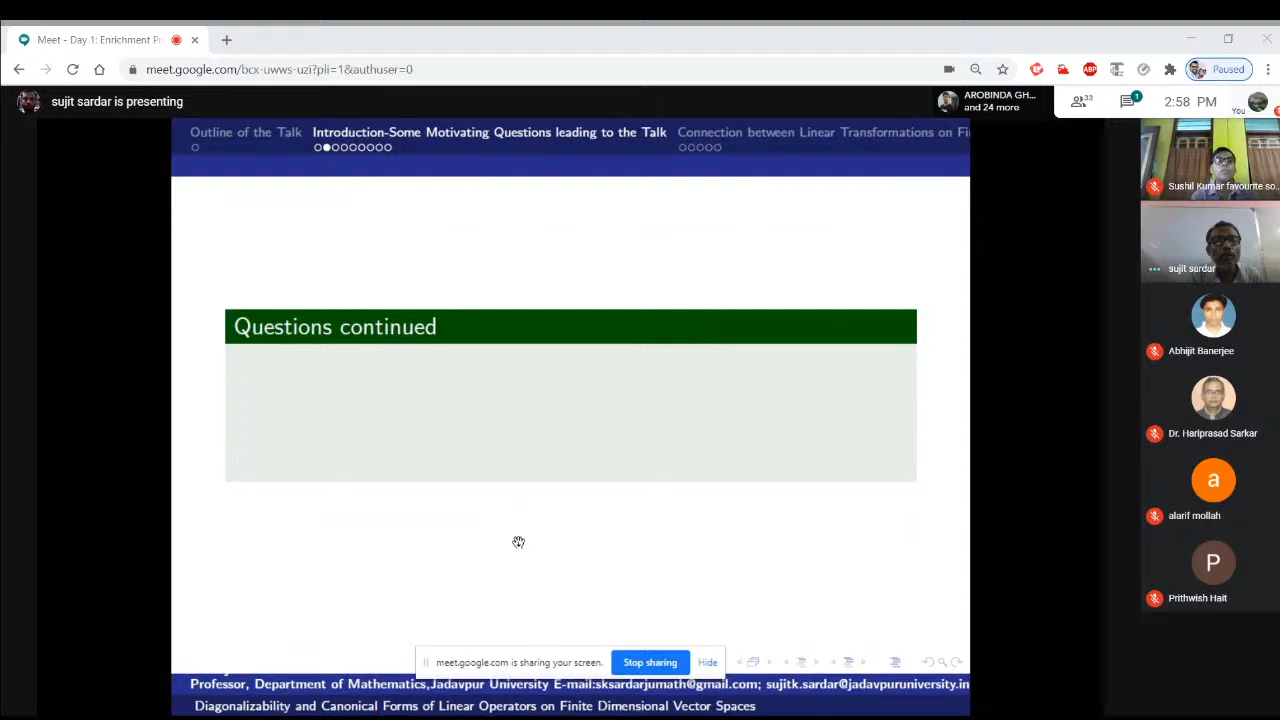 Meet - Day 1: Enrichment Pr
meet.google.com/bcx-uwws-uzi?pli=1&authuser=0
ABP
Paused
sujit sardar is presenting
AROBINDA GH...
and 24 more
33
1
2:58 PM
You
Outline of the Talk
Introduction-Some Motivating Questions leading to the Talk
Connection between Linear Transformations on Fi
Sushil Kumar favourite so...
sujit sardar
Questions continued
Abhijit Banerjee
Dr. Hariprasad Sarkar
a
alarif mollah
P
Prithwish Hait
meet.google.com is sharing your screen.
Stop sharing
Hide
Professor, Department of Mathematics,Jadavpur University E-mail:sksardarjumath@gmail.com; sujitk.sardar@jadavpuruniversity.in
Diagonalizability and Canonical Forms of Linear Operators on Finite Dimensional Vector Spaces